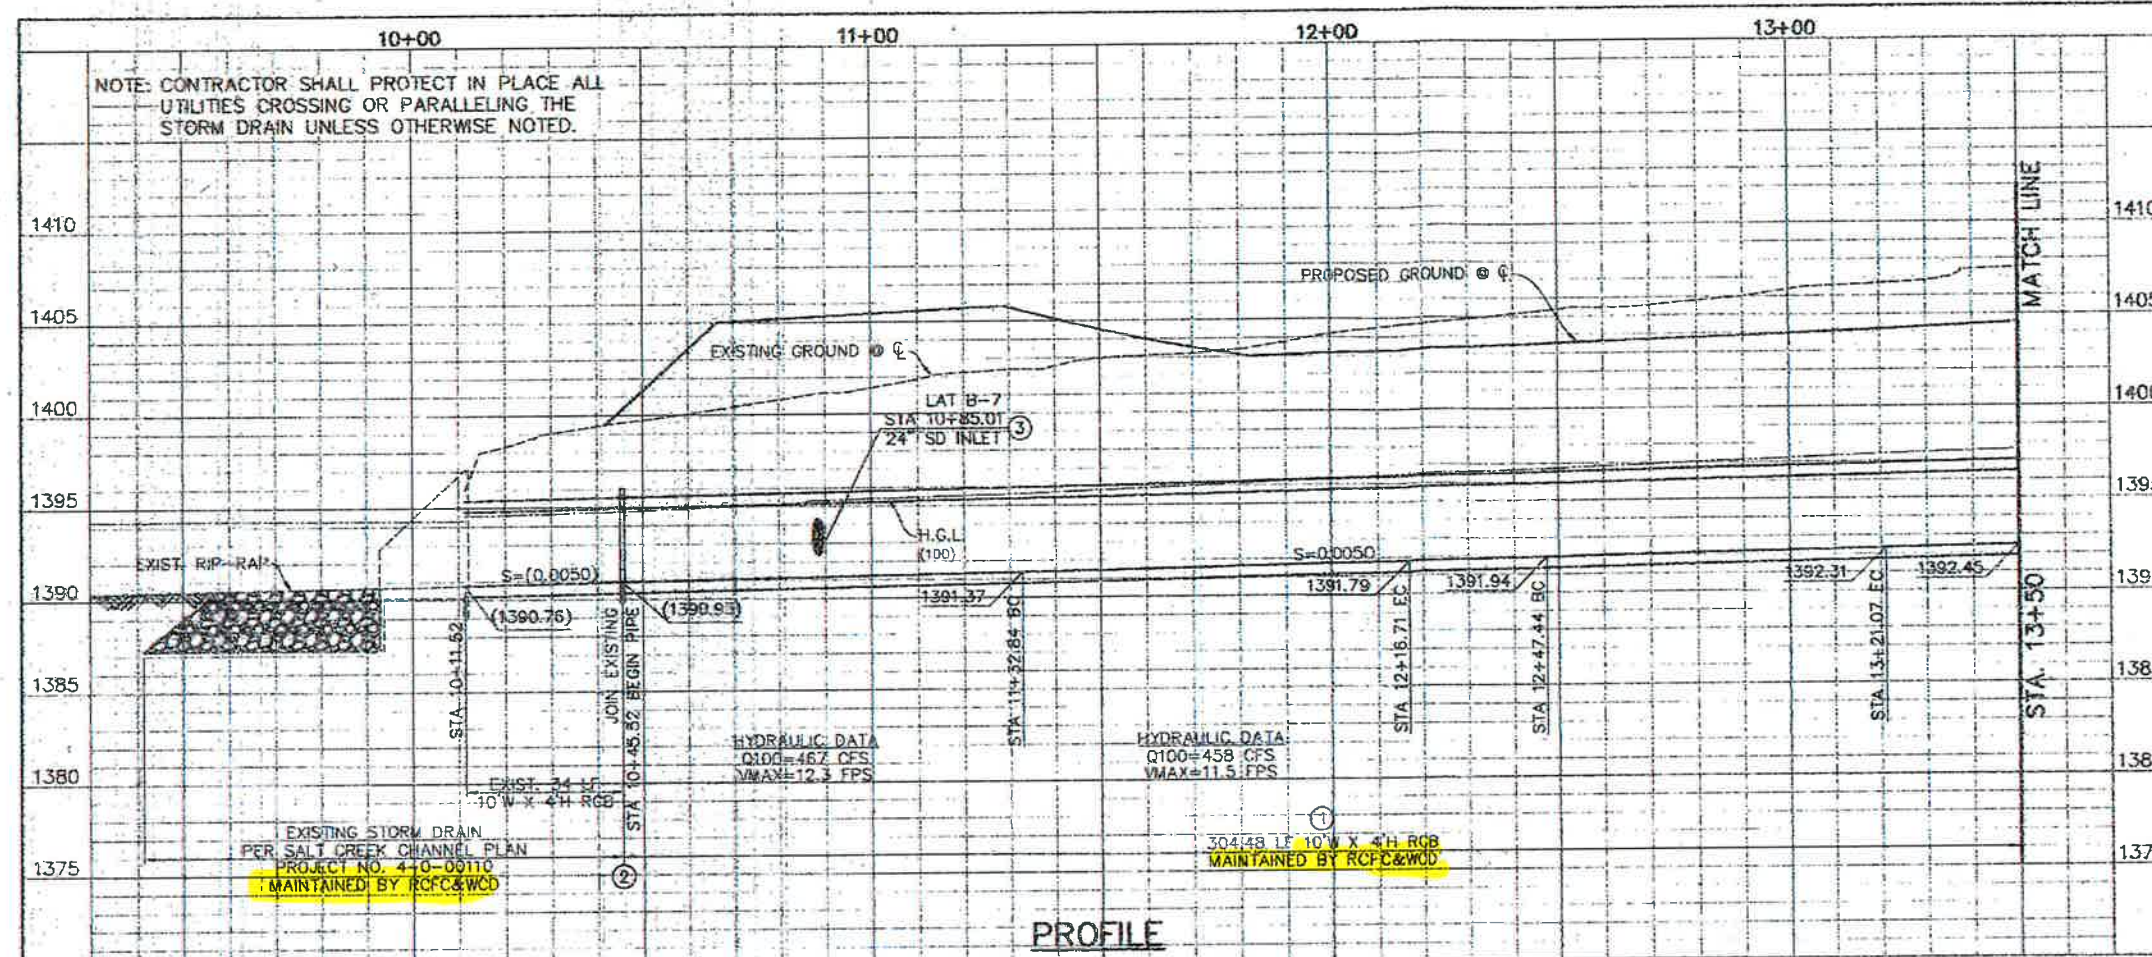 10+00
11+00
12+00
13+00
NOTE: CONTRACTOR SHALL PROTECT IN PLACE ALL
UTILITIES CROSSING OR PARALLELING THE
STORM DRAIN UNLESS OTHERWISE NOTED.
1410
1405
1400
1395
1390
1385
1380
1375
PROPOSED GROUND @ ℄
EXISTING GROUND @ ℄
LAT B-7
STA 10+85.01
24" SD INLET
3
H.G.L.
(100)
EXIST. RIP-RAP
S=(0.0050)
S=0.0050
(1390.76)
(1390.93)
1391.37
1391.79
1391.94
1392.31
1392.45
STA. 10+11.52
JOIN EXISTING
STA 10+45.52 BEGIN PIPE
STA 11+32.84 BC
STA 12+16.71 EC
STA 12+47.44 BC
STA 13+21.07 EC
MATCH LINE
STA. 13+50
HYDRAULIC DATA
Q100=467 CFS
VMAX=12.3 FPS
HYDRAULIC DATA
Q100=458 CFS
VMAX=11.5 FPS
EXIST. 34 LF
10'W X 4'H RCB
EXISTING STORM DRAIN
PER SALT CREEK CHANNEL PLAN
PROJECT NO. 4-0-00110
MAINTAINED BY RCFC&WCD
2
1
304.48 LF 10'W X 4'H RCB
MAINTAINED BY RCFC&WCD
1410
PROFILE